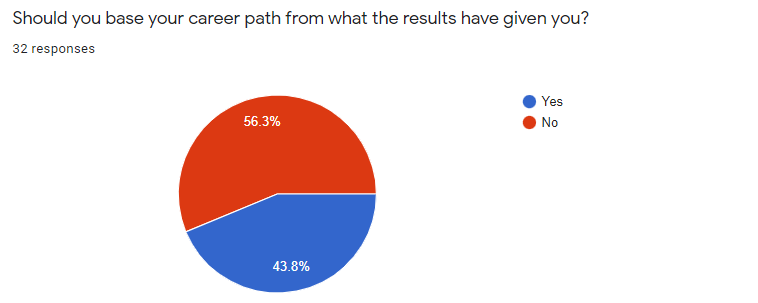 Should you base your career path from what the results have given you?
32 responses
Yes
No
56.3%
43.8%